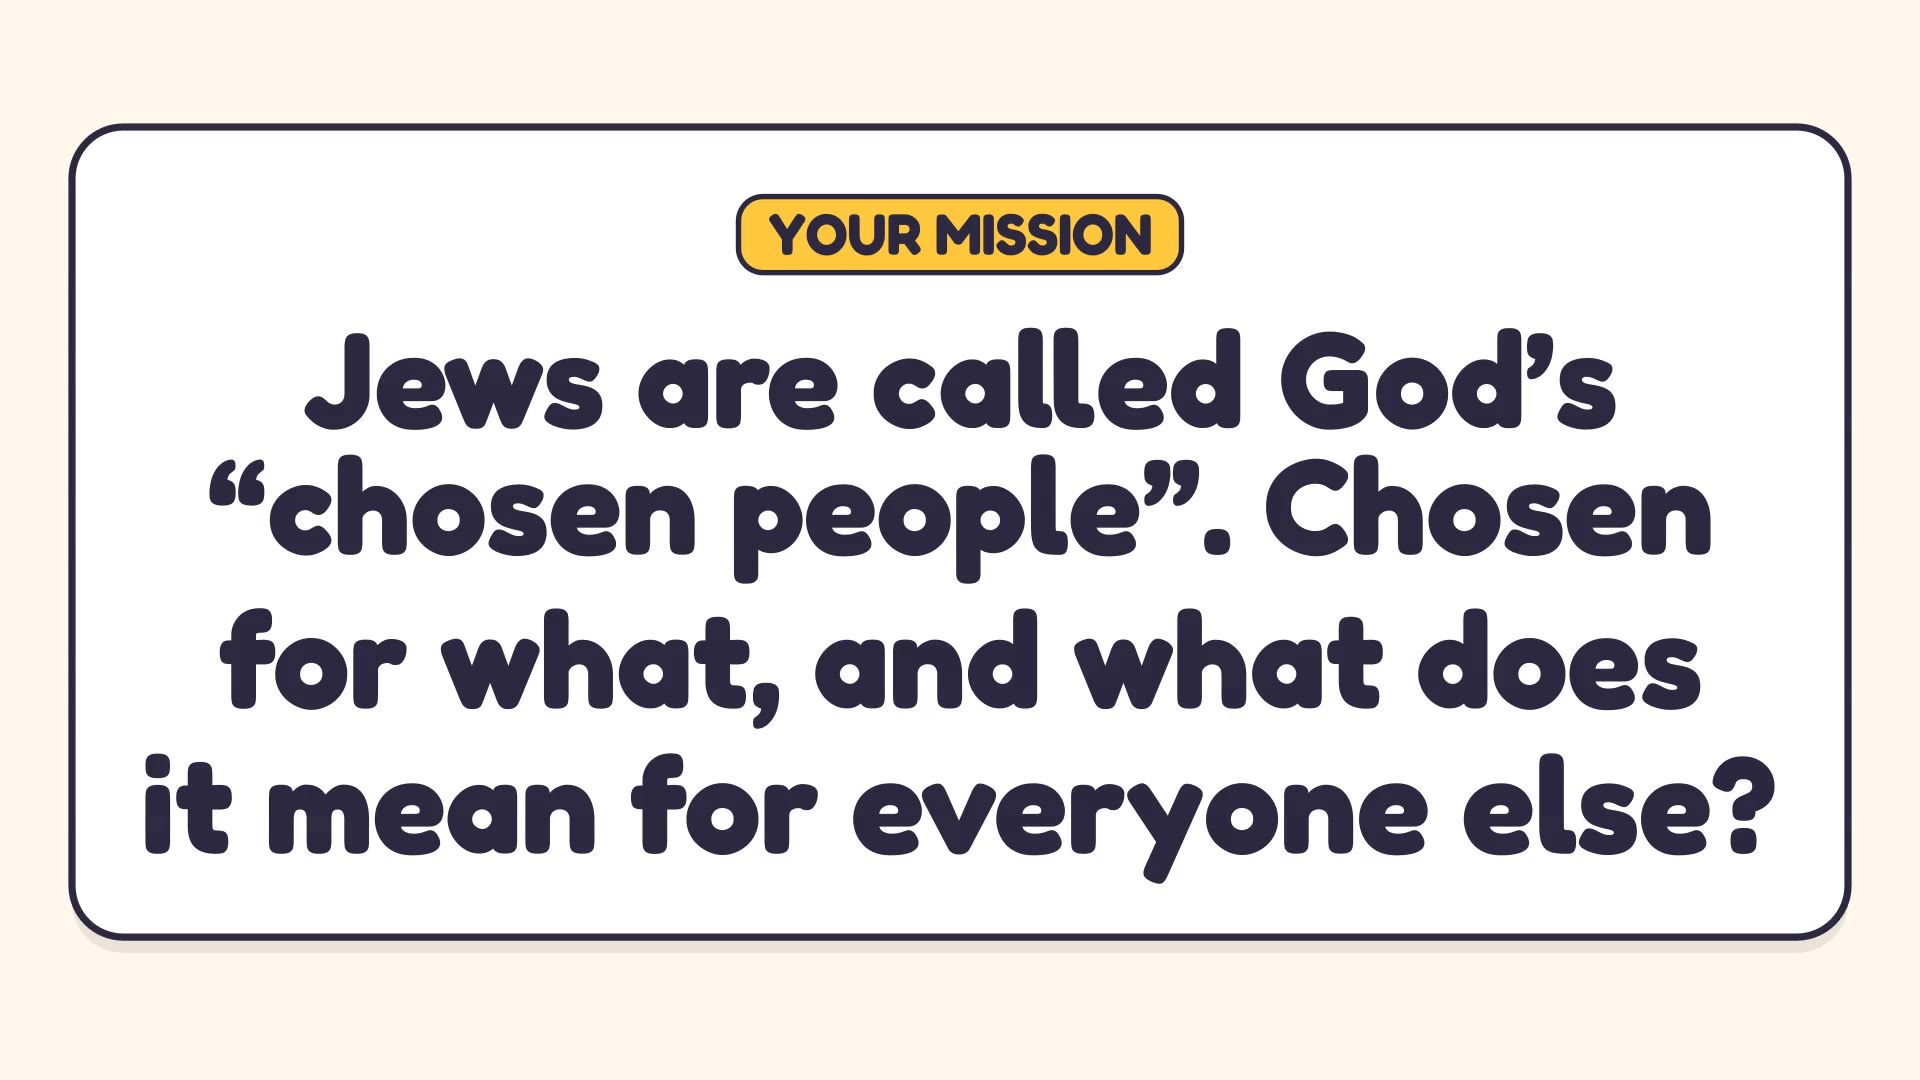 YOUR MISSION
Jews are called God’s
“chosen people”. Chosen
for what, and what does
it mean for everyone else?